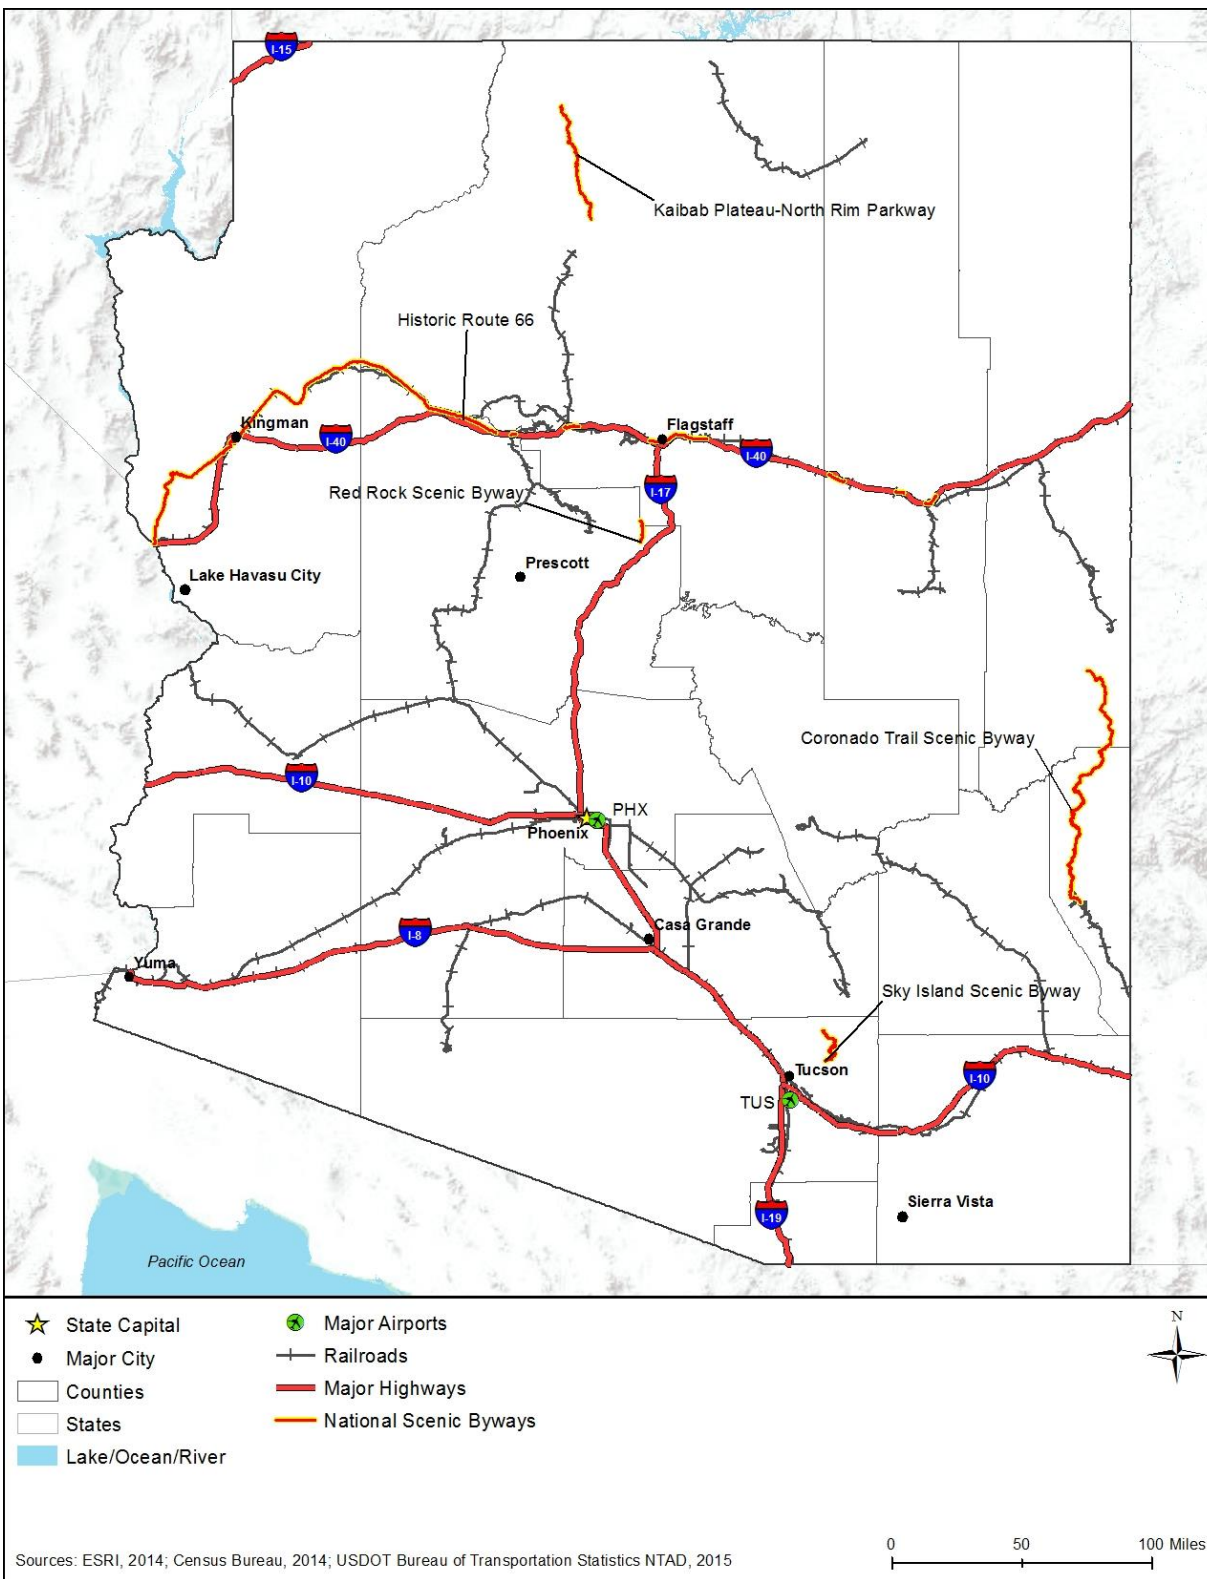 I-15
Kaibab Plateau-North Rim Parkway
Historic Route 66
Kingman
I-40
Flagstaff
I-40
I-17
Red Rock Scenic Byway
Prescott
Lake Havasu City
Coronado Trail Scenic Byway
I-10
PHX
Phoenix
Casa Grande
I-8
Yuma
Sky Island Scenic Byway
Tucson
I-10
TUS
Sierra Vista
I-19
Pacific Ocean
State Capital
Major City
Counties
States
Lake/Ocean/River
Major Airports
Railroads
Major Highways
National Scenic Byways
N
0 50 100 Miles
Sources: ESRI, 2014; Census Bureau, 2014; USDOT Bureau of Transportation Statistics NTAD, 2015